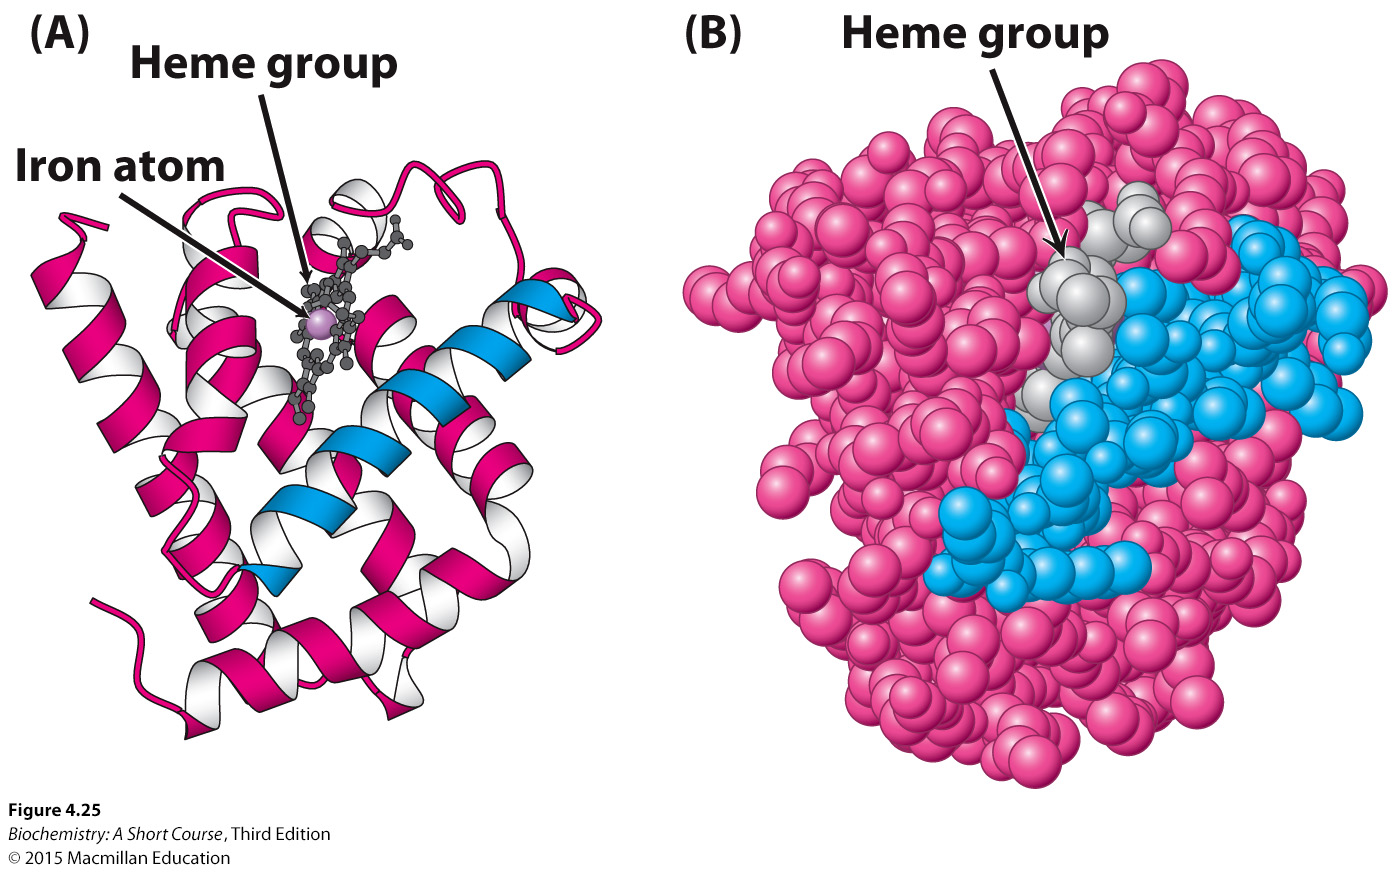 (A)
Heme group
Iron atom
(B)
Heme group
Figure 4.25
Biochemistry: A Short Course, Third Edition
© 2015 Macmillan Education